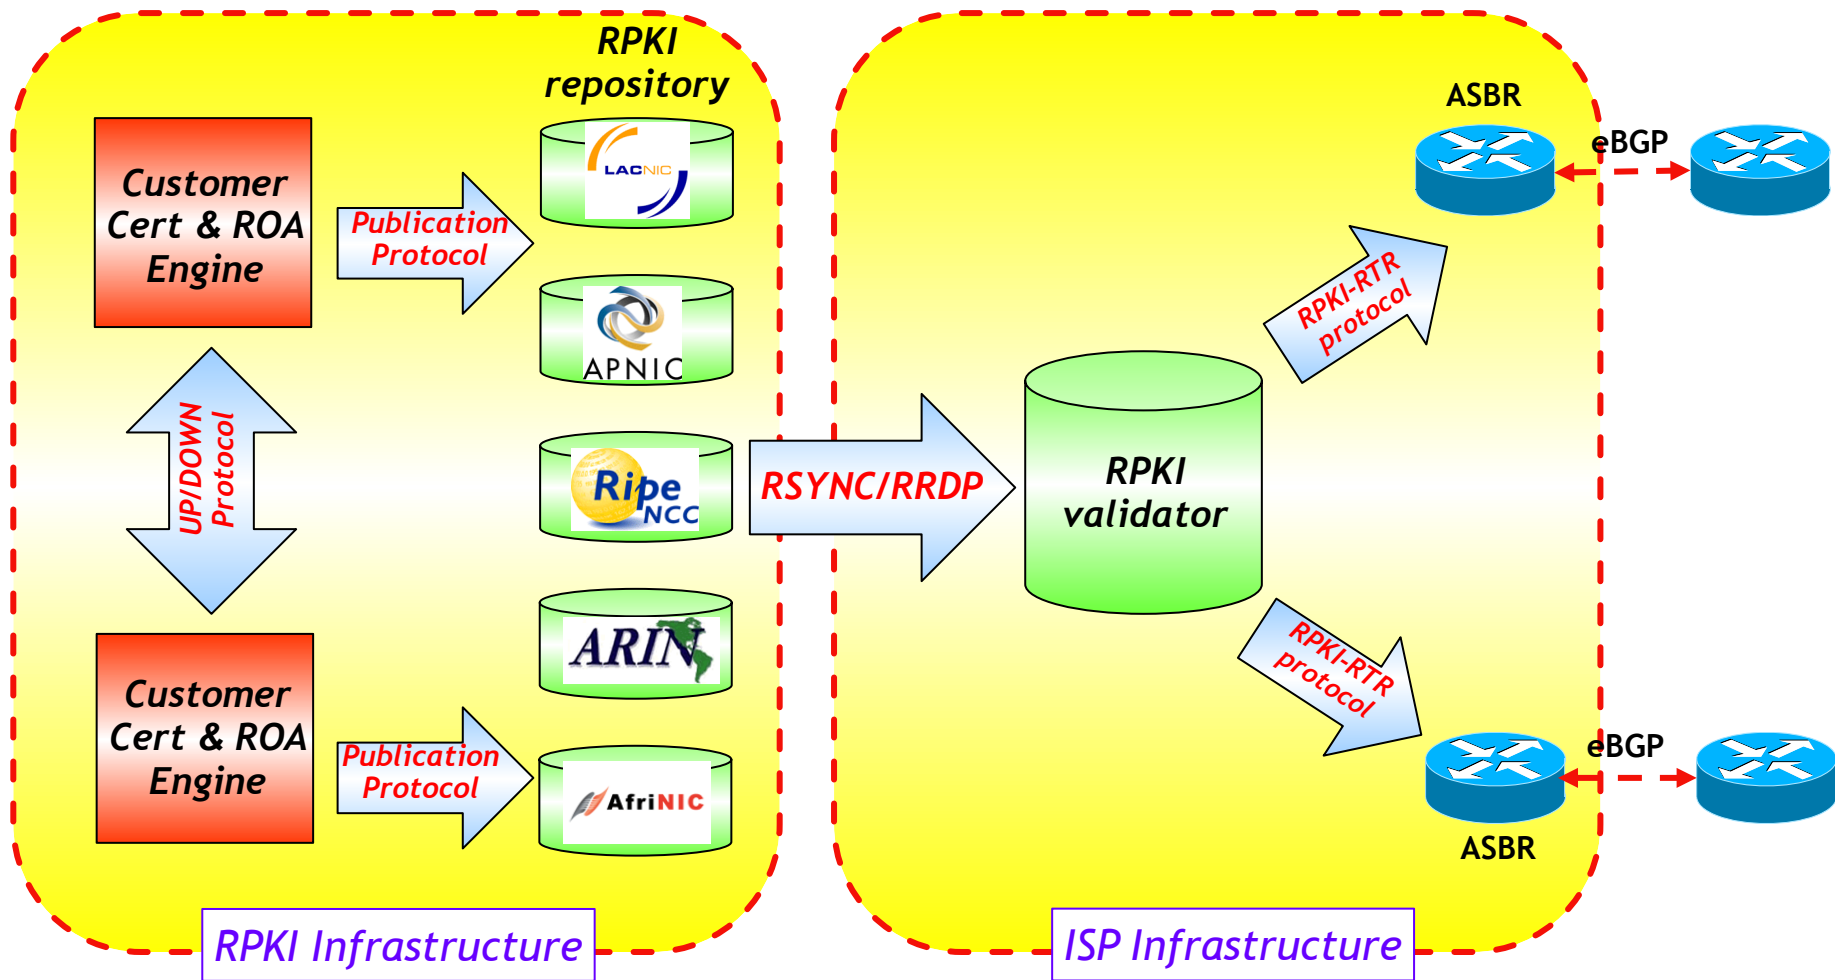 RPKI
repository
Customer
Cert & ROA
Engine
Publication
Protocol
LACNIC
APNIC
UP/DOWN
Protocol
Ripe
NCC
ARIN
Customer
Cert & ROA
Engine
Publication
Protocol
AfriNIC
RPKI Infrastructure
RSYNC/RRDP
RPKI
validator
RPKI-RTR
protocol
RPKI-RTR
protocol
ASBR
eBGP
eBGP
ASBR
ISP Infrastructure